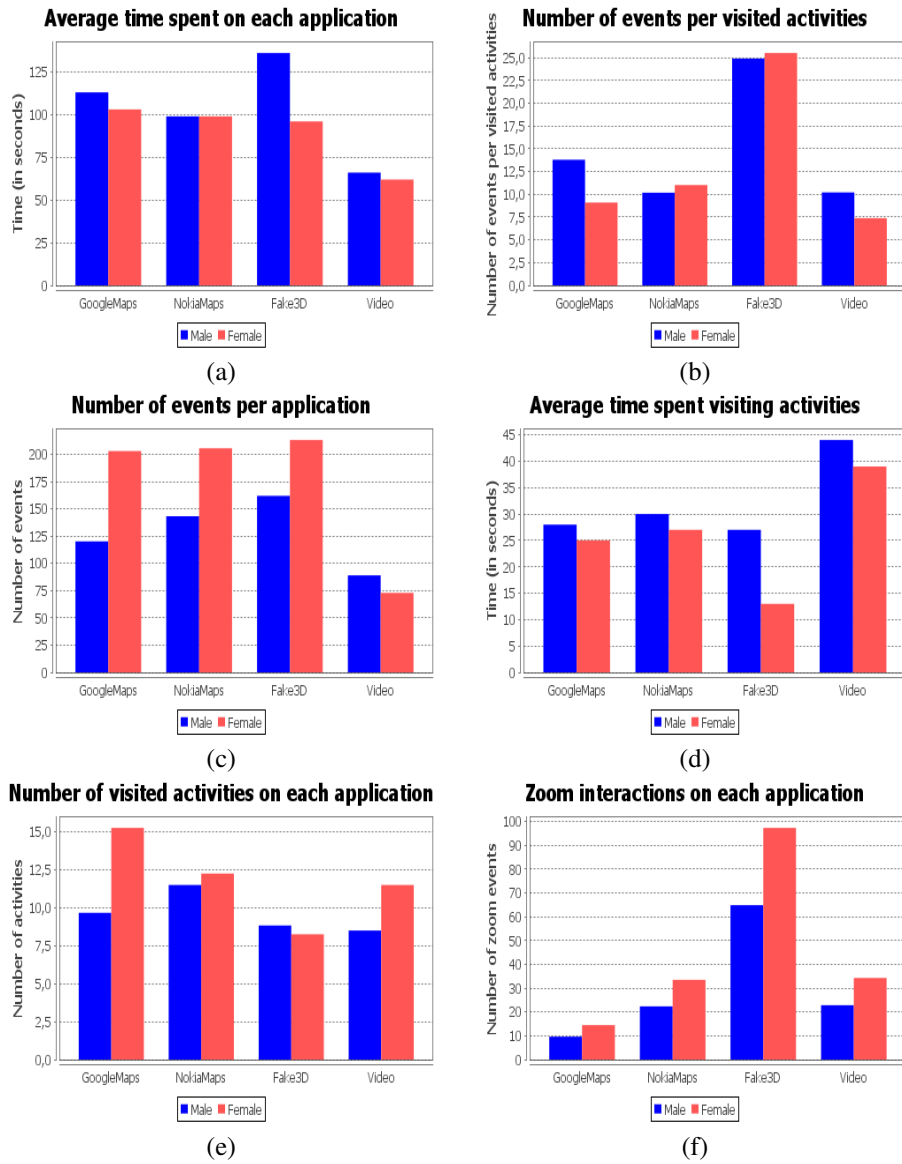 Average time spent on each application
Time (in seconds)
125
100
75
50
25
0
GoogleMaps NokiaMaps Fake3D Video
Male Female
(a)
Number of events per visited activities
Number of events per visited activities
25,0
22,5
20,0
17,5
15,0
12,5
10,0
7,5
5,0
2,5
0,0
GoogleMaps NokiaMaps Fake3D Video
Male Female
(b)
Number of events per application
Number of events
200
175
150
125
100
75
50
25
0
GoogleMaps NokiaMaps Fake3D Video
Male Female
(c)
Average time spent visiting activities
Time (in seconds)
45
40
35
30
25
20
15
10
5
0
GoogleMaps NokiaMaps Fake3D Video
Male Female
(d)
Number of visited activities on each application
Number of activities
15,0
12,5
10,0
7,5
5,0
2,5
0,0
GoogleMaps NokiaMaps Fake3D Video
Male Female
(e)
Zoom interactions on each application
Number of zoom events
100
90
80
70
60
50
40
30
20
10
0
GoogleMaps NokiaMaps Fake3D Video
Male Female
(f)